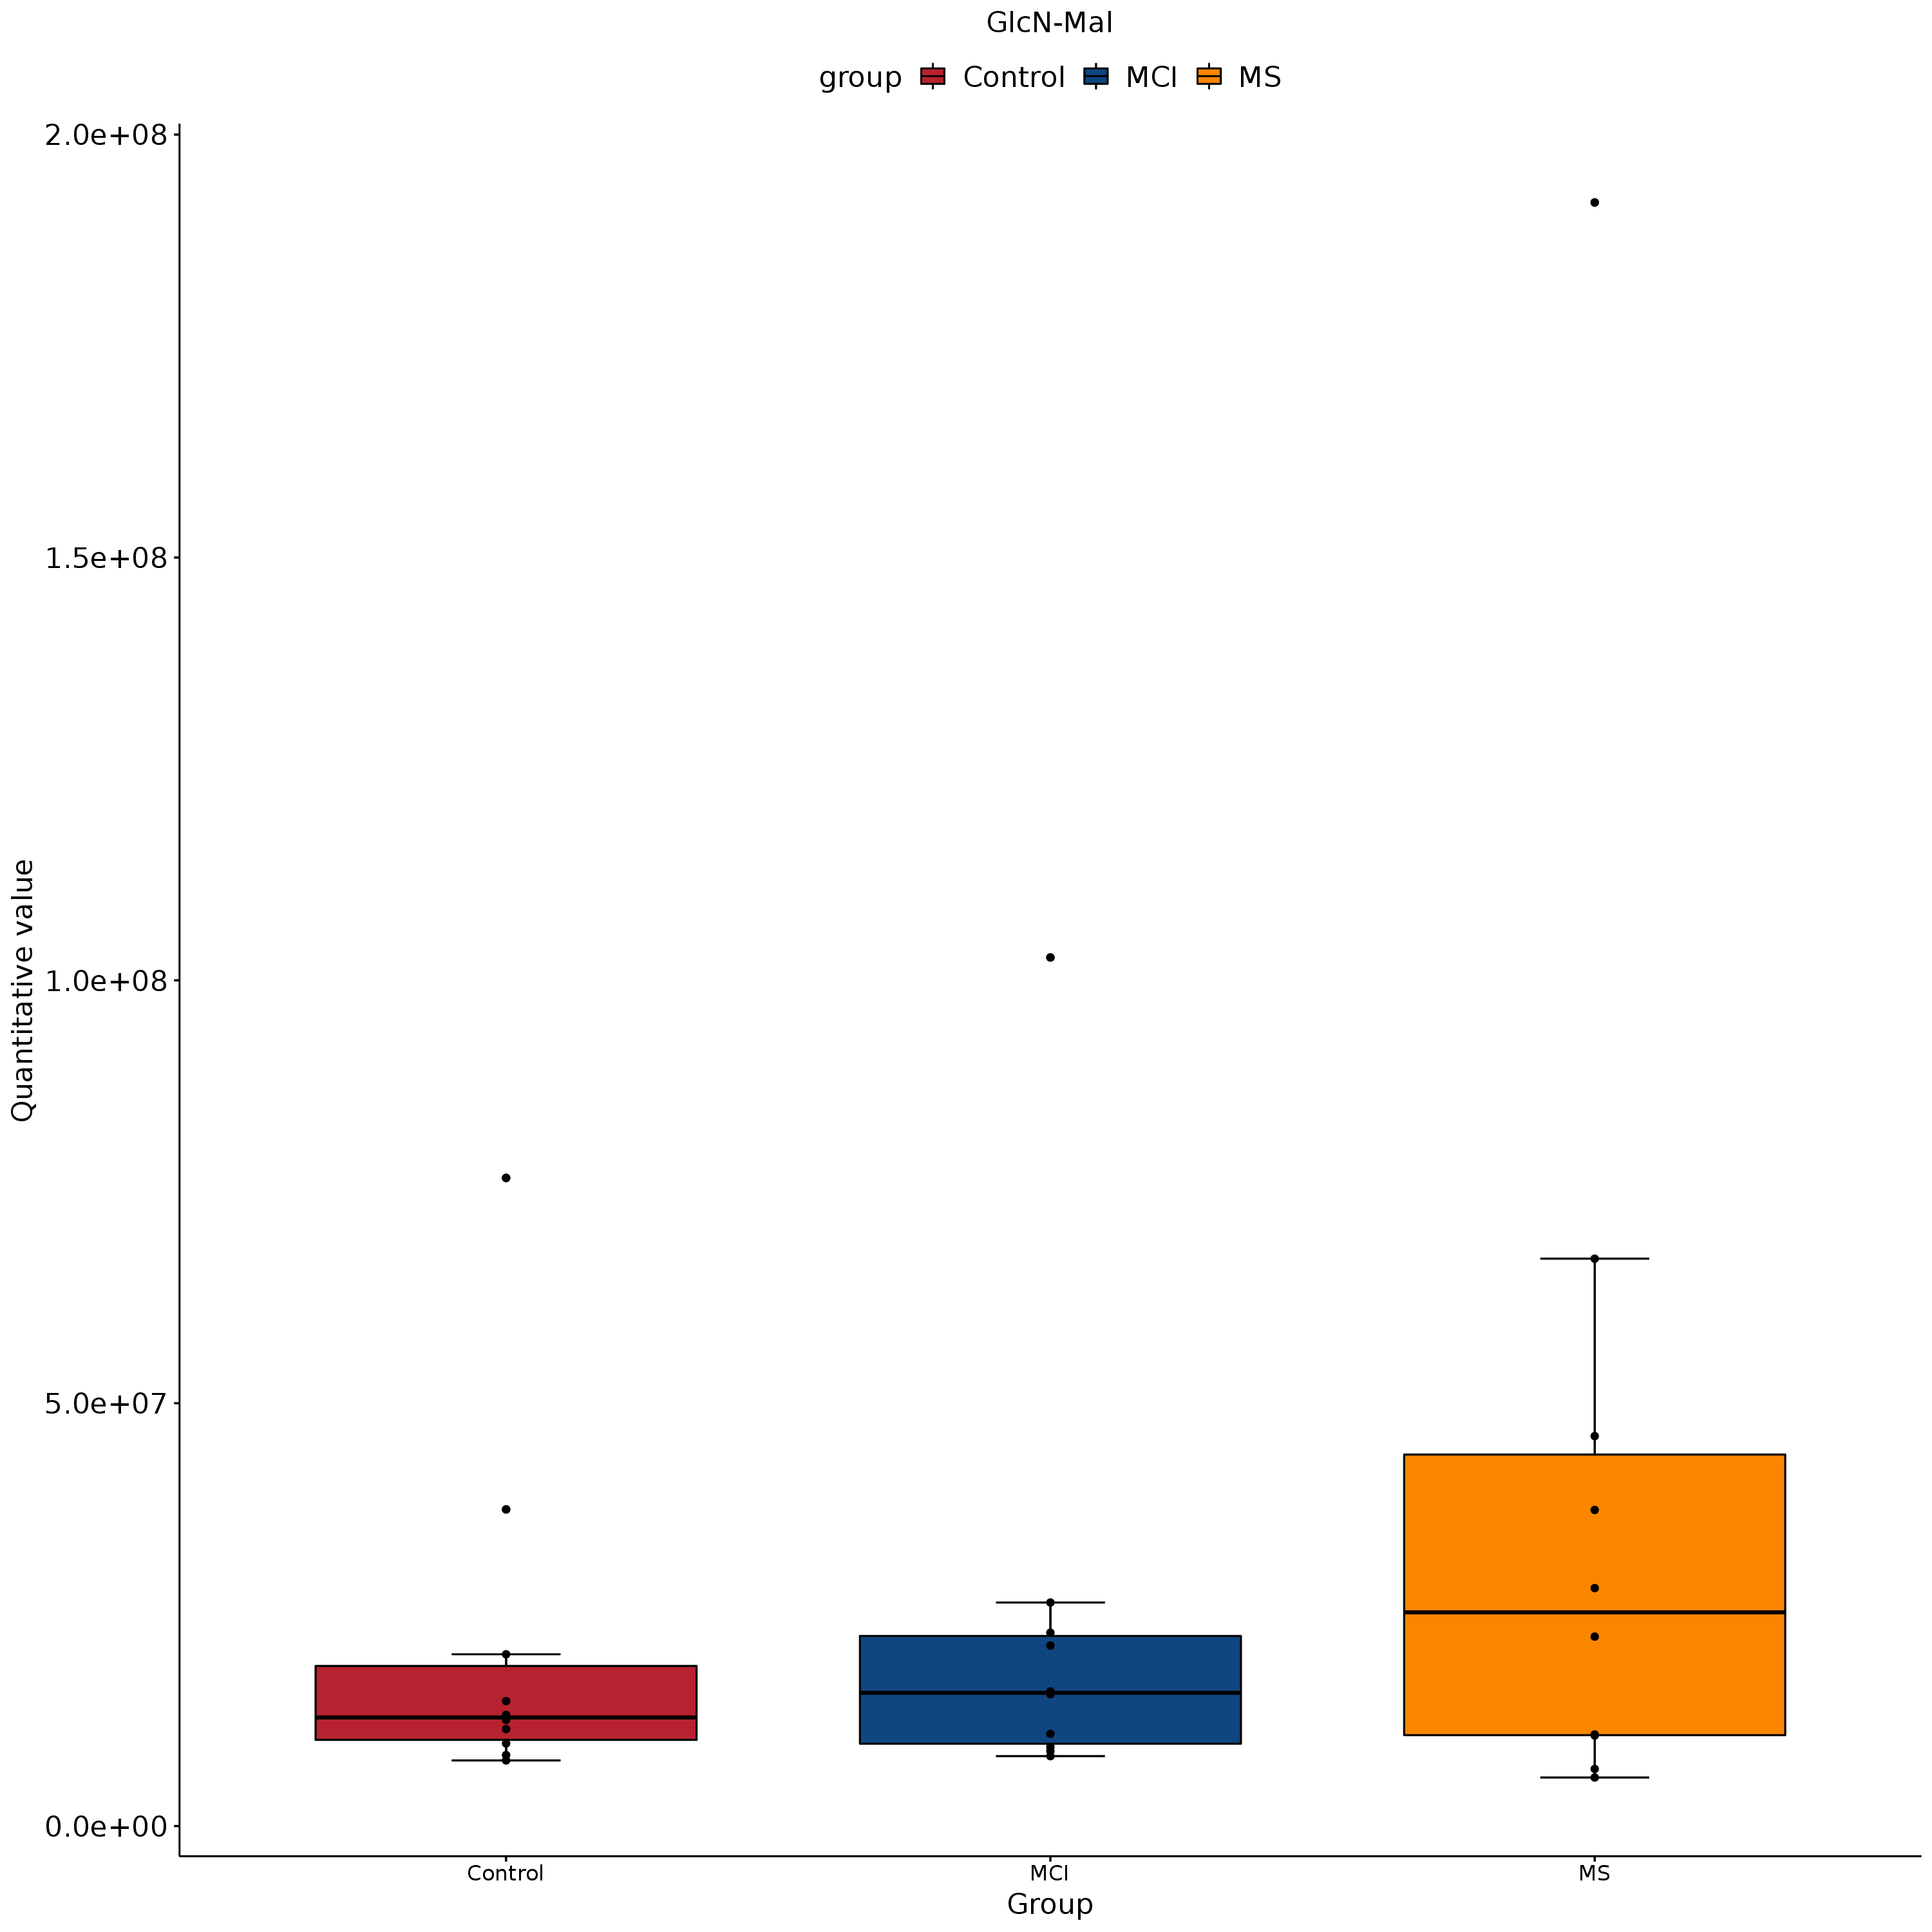 GlcN-Mal
group Control MCI MS
2.0e+08
1.5e+08
1.0e+08
5.0e+07
0.0e+00
Quantitative value
Control MCI MS
Group